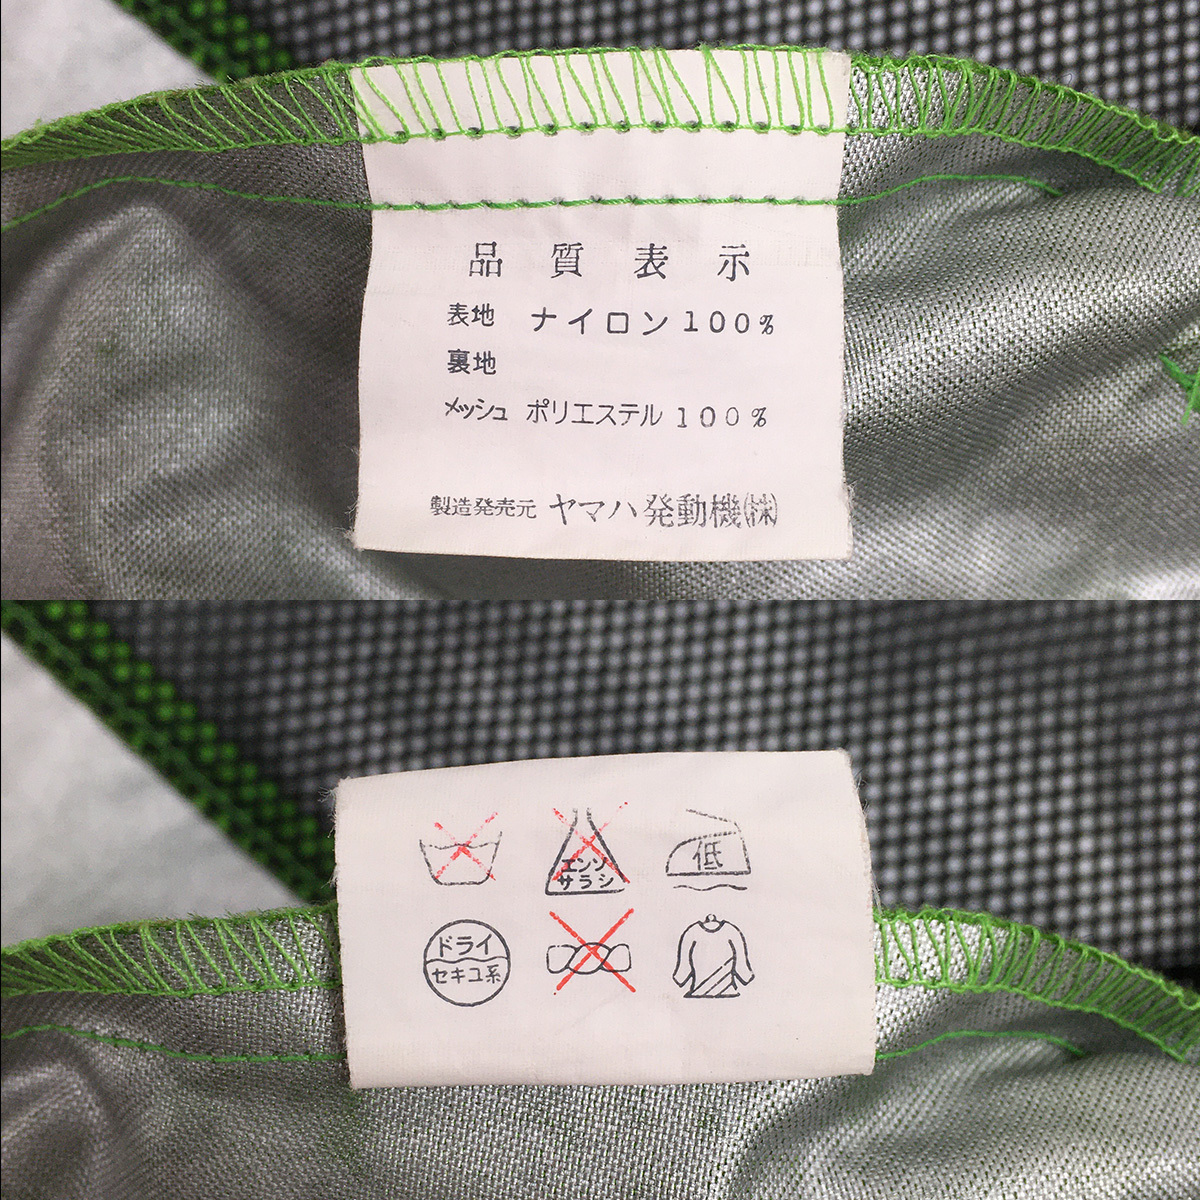 品質表示
表地 ナイロン100%
裏地
メッシュ ポリエステル100%
製造発売元 ヤマハ発動機㈱
エンソ
サラシ
低
ドライ
セキユ系